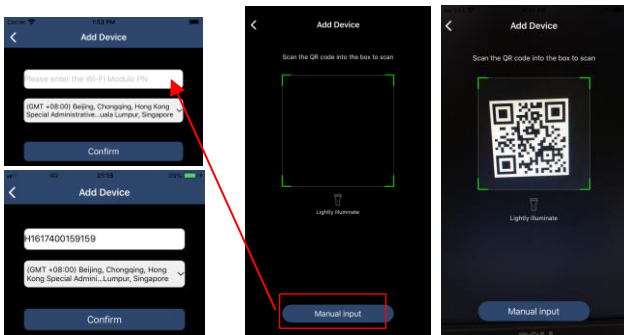 Carrier
1:53 PM
Add Device
Please enter the Wi-Fi Module PN
(GMT +08:00) Beijing, Chongqing, Hong Kong
Special Administrative...uala Lumpur, Singapore
Confirm
4G
21:18
Add Device
H1617400159159
(GMT +08:00) Beijing, Chongqing, Hong
Kong Special Admini...Lumpur, Singapore
Confirm
Add Device
Scan the QR code into the box to scan
Lightly illuminate
Manual input
Add Device
Scan the QR code into the box to scan
Lightly illuminate
Manual input